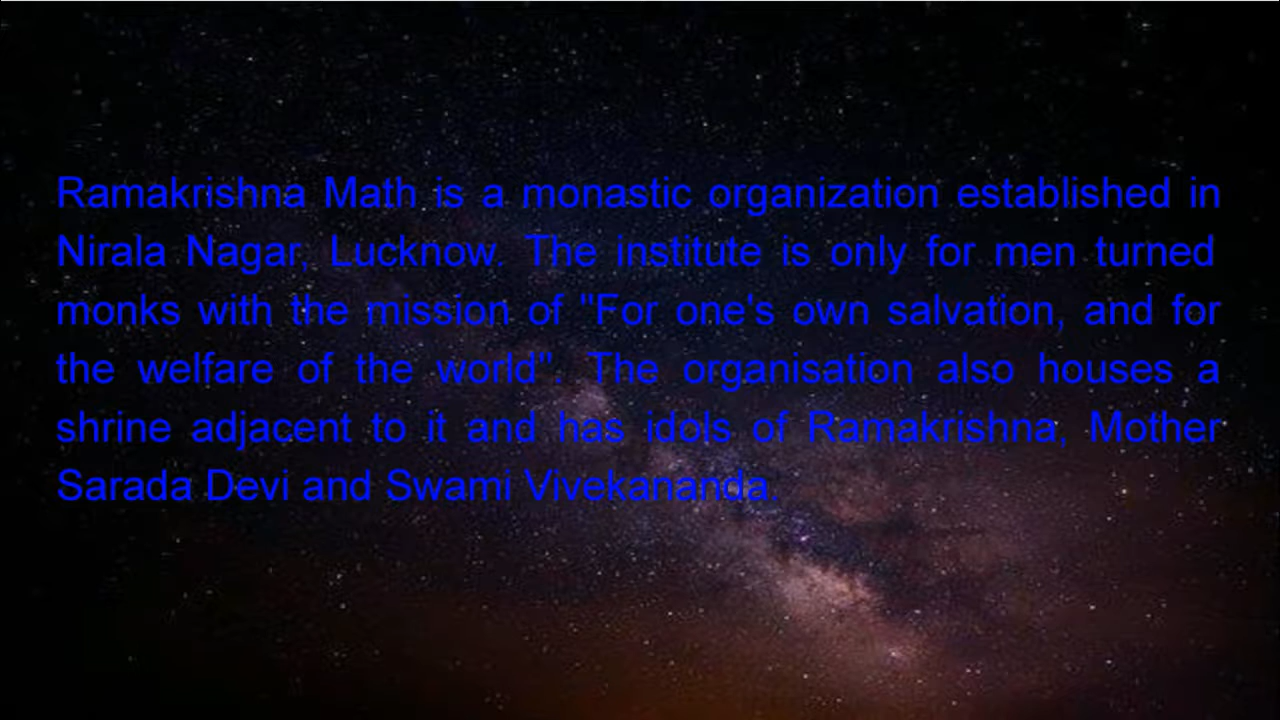 Ramakrishna Math is a monastic organization established in
Nirala Nagar, Lucknow. The institute is only for men turned
monks with the mission of "For one's own salvation, and for
the welfare of the world". The organisation also houses a
shrine adjacent to it and has idols of Ramakrishna, Mother
Sarada Devi and Swami Vivekananda.